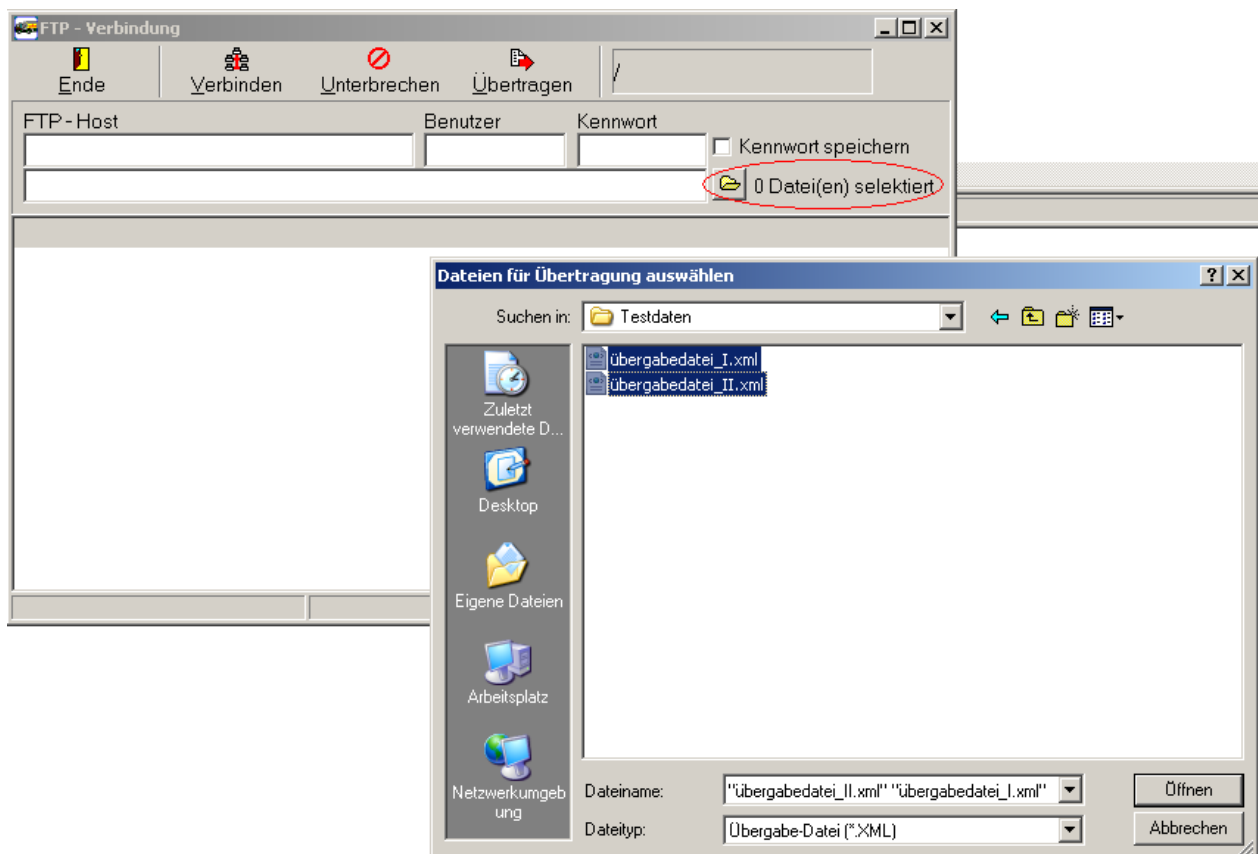 FTP - Verbindung
Ende Verbinden Unterbrechen Übertragen /
FTP - Host Benutzer Kennwort
Kennwort speichern
0 Datei(en) selektiert
Dateien für Übertragung auswählen
Suchen in: Testdaten
übergabedatei_I.xml
übergabedatei_II.xml
Zuletzt
verwendete D...
Desktop
Eigene Dateien
Arbeitsplatz
Netzwerkumgeb
ung
Dateiname: "übergabedatei_II.xml" "übergabedatei_I.xml" Öffnen
Dateityp: Übergabe-Datei (*.XML) Abbrechen